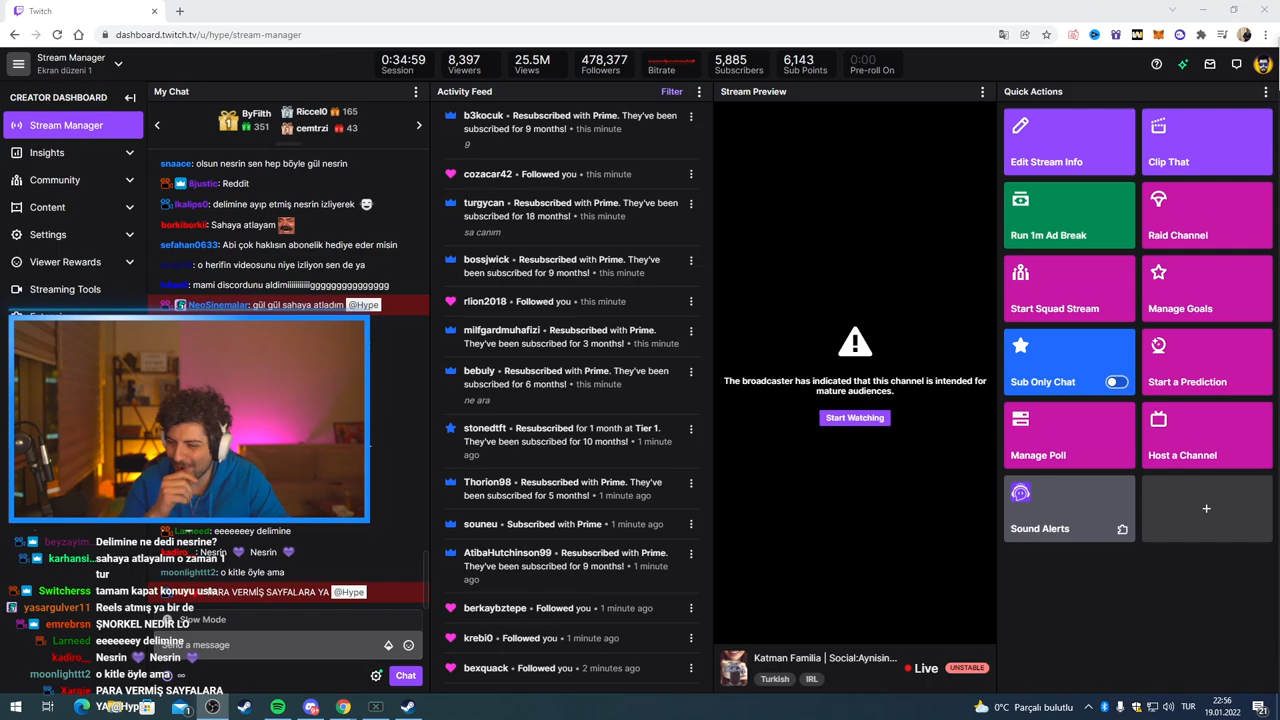 Twitch
dashboard.twitch.tv/u/hype/stream-manager
Stream Manager
Ekran düzeni 1
0:34:59
Session
8,397
Viewers
25.5M
Views
478,377
Followers
Bitrate
5,885
Subscribers
6,143
Sub Points
0:00
Pre-roll On
CREATOR DASHBOARD
Stream Manager
Insights
Community
Content
Settings
Viewer Rewards
Streaming Tools
My Chat
1
ByFilth
351
Riccel0 165
cemtrzi 43
snaace: olsun nesrin sen hep böyle gül nesrin
Bjustic: Reddit
Ikalips0: delimine ayıp etmiş nesrin izliyerek
borkiborkii: Sahaya atlayam
sefahan0633: Abi çok haklısın abonelik hediye eder misin
: o herifin videosunu niye izliyon sen de ya
: mami discordunu aldimiiiiiiiiiiiggggggggggggggg
NeoSinemalar: gül gül sahaya atladım @Hype
Larneed: eeeeeeey delimine
kadiro_: Nesrin Nesrin
moonlighttt2: o kitle öyle ama
PARA VERMİŞ SAYFALARA YA @Hype
Slow Mode
Send a message
Chat
beyzayim. Delimine ne dedi nesrine?
karhansi.. sahaya atlayalım o zaman 1
tur
Switcherss tamam kapat konuyu usta
yasargulver11 Reels atmış ya bir de
emrebrsn ŞNORKEL NEDİR LO
Larneed eeeeeeey delimine
kadiro__ Nesrin Nesrin
moonlighttt2 o kitle öyle ama
Xargie PARA VERMİŞ SAYFALARA
YA @Hype
Activity Feed
Filter
b3kocuk • Resubscribed with Prime. They've been
subscribed for 9 months! • this minute
9
cozacar42 • Followed you • this minute
turgycan • Resubscribed with Prime. They've been
subscribed for 18 months! • this minute
sa canım
bossjwick • Resubscribed with Prime. They've
been subscribed for 9 months! • this minute
rlion2018 • Followed you • this minute
milfgardmuhafizi • Resubscribed with Prime.
They've been subscribed for 3 months! • this minute
bebuly • Resubscribed with Prime. They've been
subscribed for 6 months! • this minute
ne ara
stonedtft • Resubscribed for 1 month at Tier 1.
They've been subscribed for 10 months! • 1 minute
ago
Thorion98 • Resubscribed with Prime. They've
been subscribed for 5 months! • 1 minute ago
souneu • Subscribed with Prime • 1 minute ago
AtibaHutchinson99 • Resubscribed with Prime.
They've been subscribed for 9 months! • 1 minute
ago
berkaybztepe • Followed you • 1 minute ago
krebi0 • Followed you • 1 minute ago
bexquack • Followed you • 2 minutes ago
Stream Preview
The broadcaster has indicated that this channel is intended for
mature audiences.
Start Watching
Katman Familia | Social:Aynisin...
Turkish
IRL
Live
UNSTABLE
Quick Actions
Edit Stream Info
Clip That
Run 1m Ad Break
Raid Channel
Start Squad Stream
Manage Goals
Sub Only Chat
Start a Prediction
Manage Poll
Host a Channel
Sound Alerts
0°C Parçalı bulutlu
TUR
22:56
19.01.2022
21